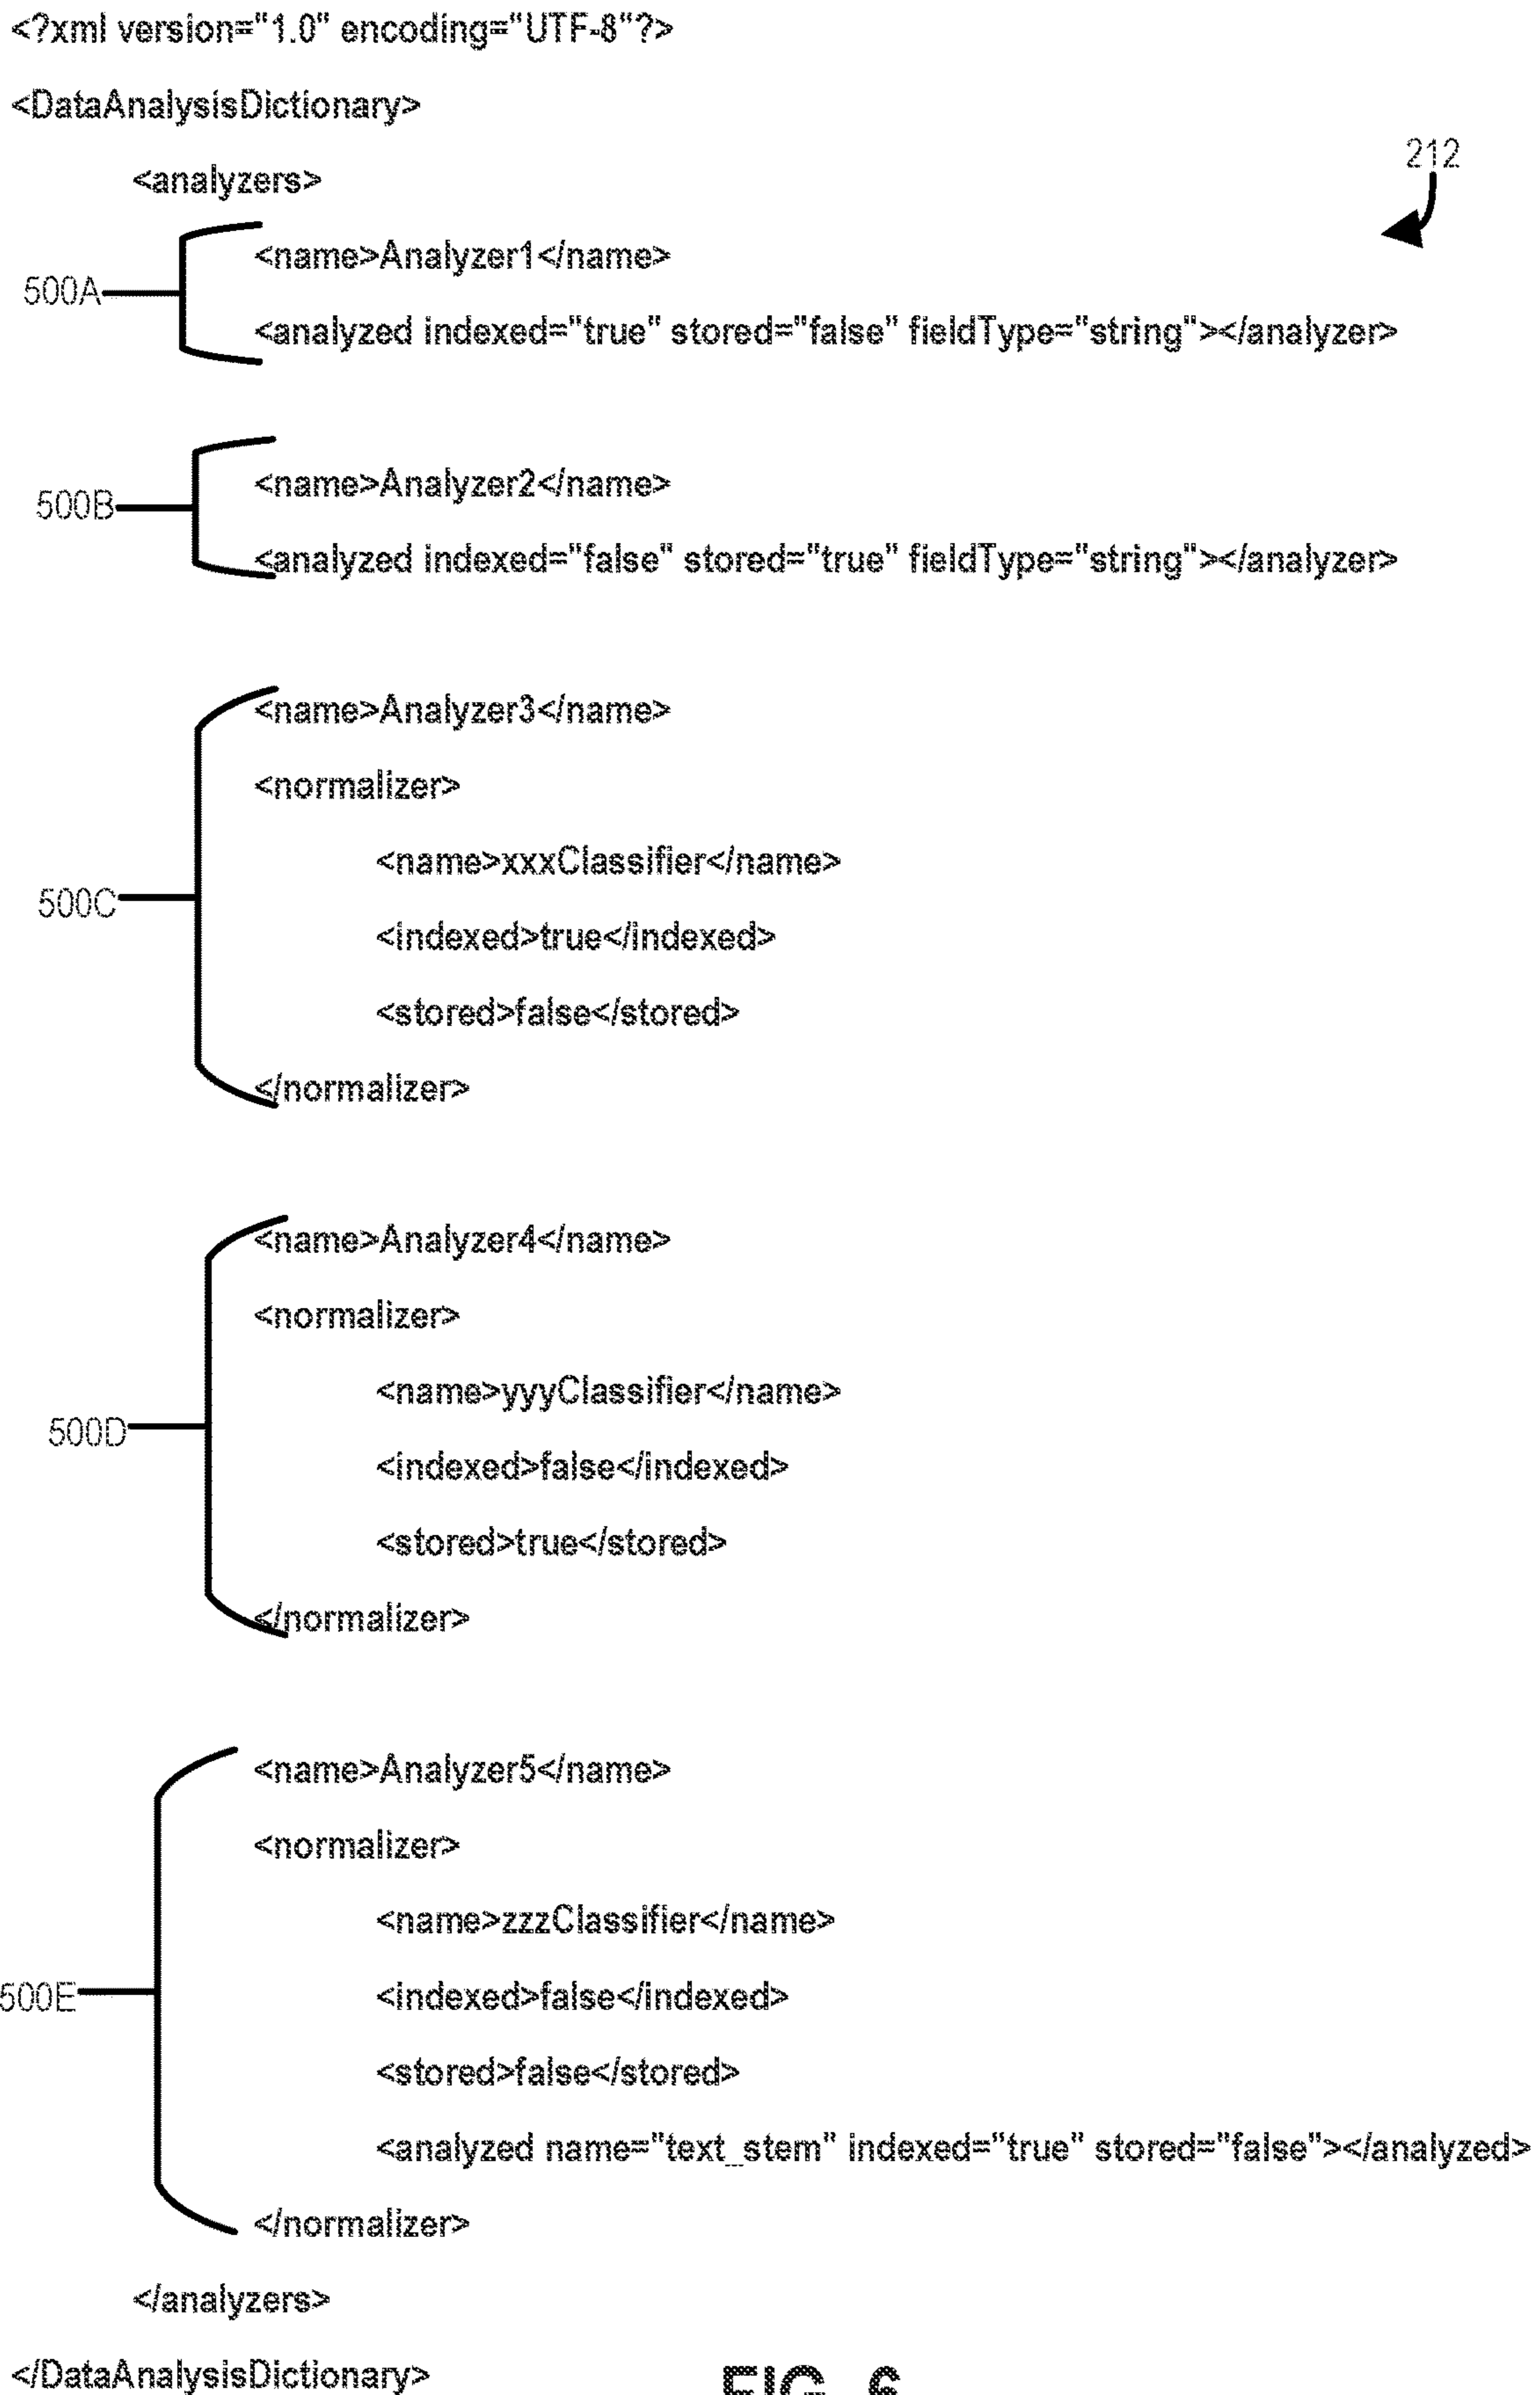 <?xml version="1.0" encoding="UTF-8"?>
<DataAnalysisDictionary>
212
<analyzers>
<name>Analyzer1</name>
500A
<analyzed indexed="true" stored="false" fieldType="string"></analyzer>
<name>Analyzer2</name>
500B
<analyzed indexed="false" stored="true" fieldType="string"></analyzer>
<name>Analyzer3</name>
<normalizer>
<name>xxxClassifier</name>
500C
<indexed>true</indexed>
<stored>false</stored>
</normalizer>
<name>Analyzer4</name>
<normalizer>
<name>yyyClassifier</name>
500D
<indexed>false</indexed>
<stored>true</stored>
</normalizer>
<name>Analyzer5</name>
<normalizer>
<name>zzzClassifier</name>
500E
<indexed>false</indexed>
<stored>false</stored>
<analyzed name="text_stem" indexed="true" stored="false"></analyzed>
</normalizer>
</analyzers>
</DataAnalysisDictionary>
FIG. 6